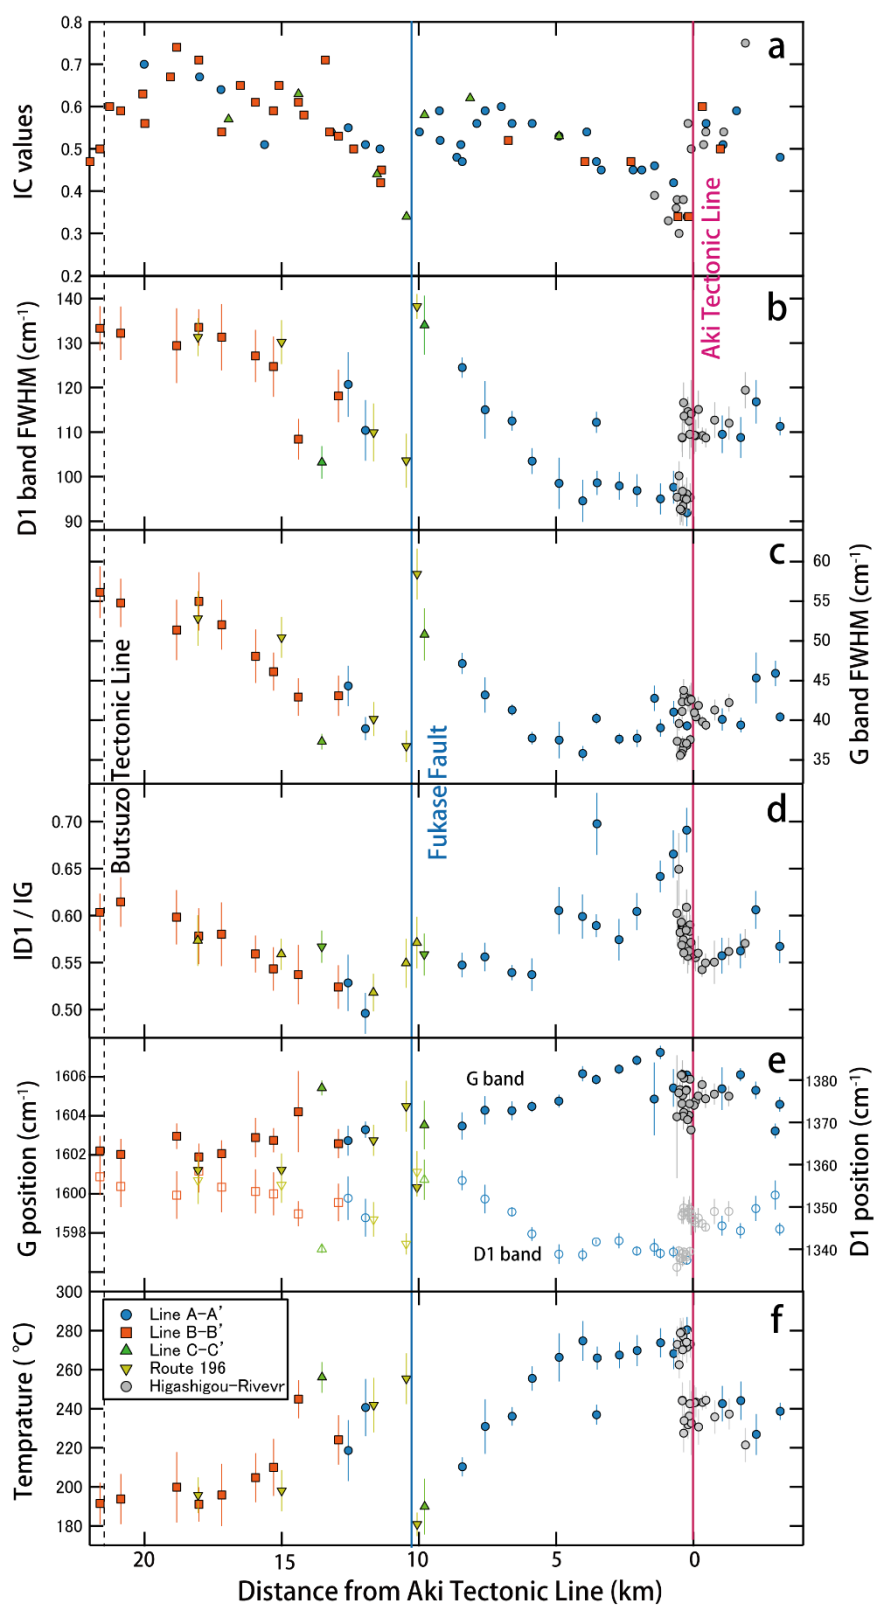 0.8
a
0.7
0.6
0.5
0.4
0.3
0.2
IC values
Aki Tectonic Line
b
140
130
120
110
100
90
D1 band FWHM (cm-1)
c
60
55
50
45
40
35
G band FWHM (cm-1)
Butsuzo Tectonic Line
Fukase Fault
d
0.70
0.65
0.60
0.55
0.50
ID1 / IG
e
1606
1604
1602
1600
1598
G position (cm-1)
G band
D1 band
1380
1370
1360
1350
1340
D1 position (cm-1)
f
300
280
260
240
220
200
180
Temprature ( ℃)
Line A-A'
Line B-B'
Line C-C'
Route 196
Higashigou-Rivevr
20 15 10 5 0
Distance from Aki Tectonic Line (km)